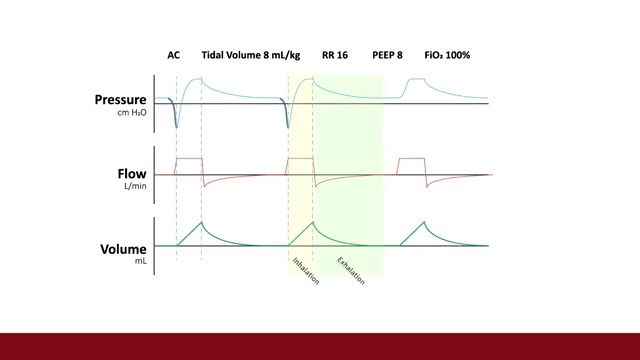 AC Tidal Volume 8 mL/kg RR 16 PEEP 8 FiO₂ 100%
Pressure
cm H₂O
Flow
L/min
Volume
mL
Inhalation
Exhalation